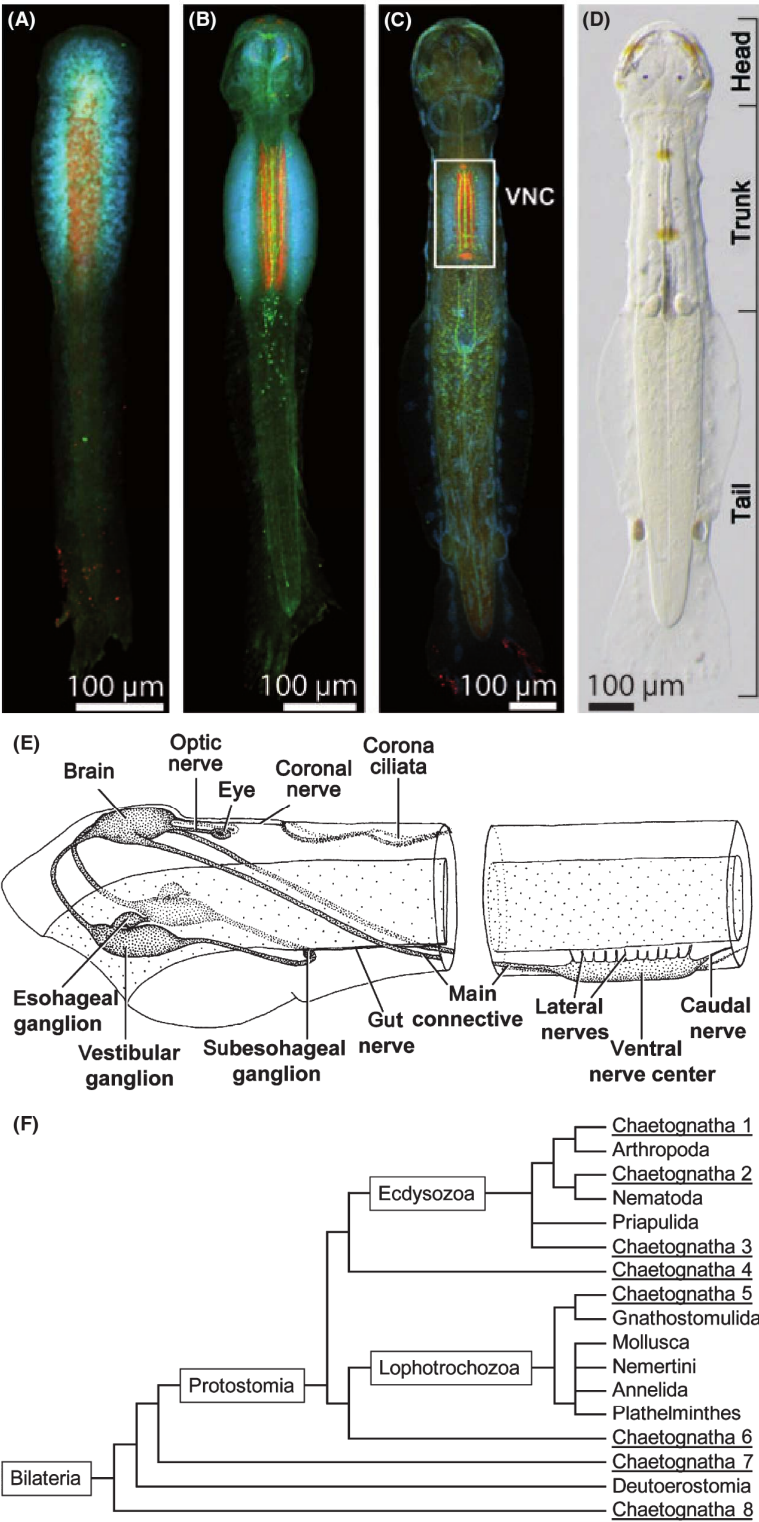 (A)
(B)
(C)
(D)
VNC
Head
Trunk
Tail
100 µm
100 µm
100 µm
100 µm
(E)
Brain
Optic
nerve
Eye
Coronal
nerve
Corona
ciliata
Esohageal
ganglion
Vestibular
ganglion
Subesohageal
ganglion
Gut
nerve
Main
connective
Lateral
nerves
Ventral
nerve center
Caudal
nerve
(F)
Chaetognatha 1
Arthropoda
Chaetognatha 2
Ecdysozoa
Nematoda
Priapulida
Chaetognatha 3
Chaetognatha 4
Chaetognatha 5
Gnathostomulida
Mollusca
Lophotrochozoa
Nemertini
Protostomia
Annelida
Plathelminthes
Chaetognatha 6
Chaetognatha 7
Bilateria
Deutoerostomia
Chaetognatha 8